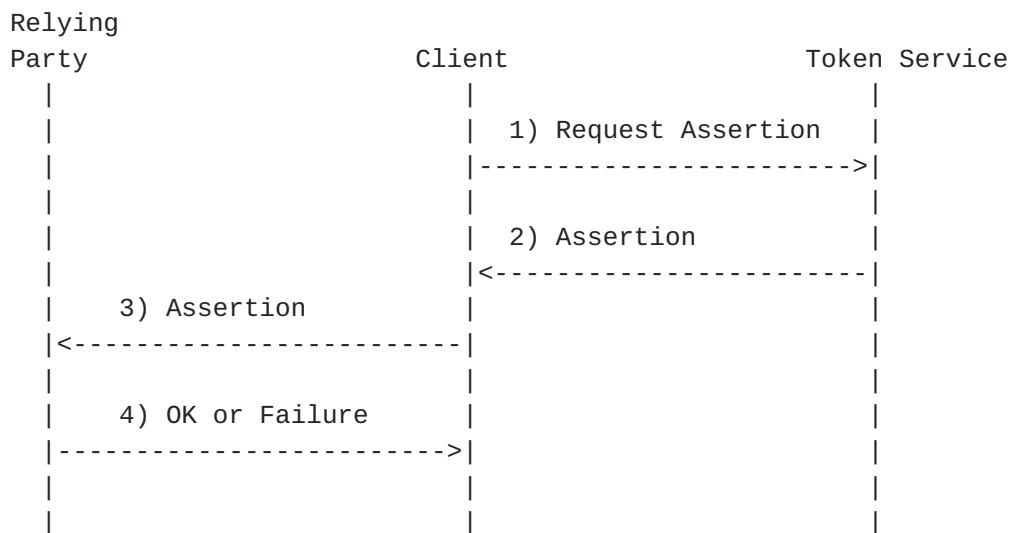 Relying
Party Client Token Service
1) Request Assertion
2) Assertion
3) Assertion
4) OK or Failure